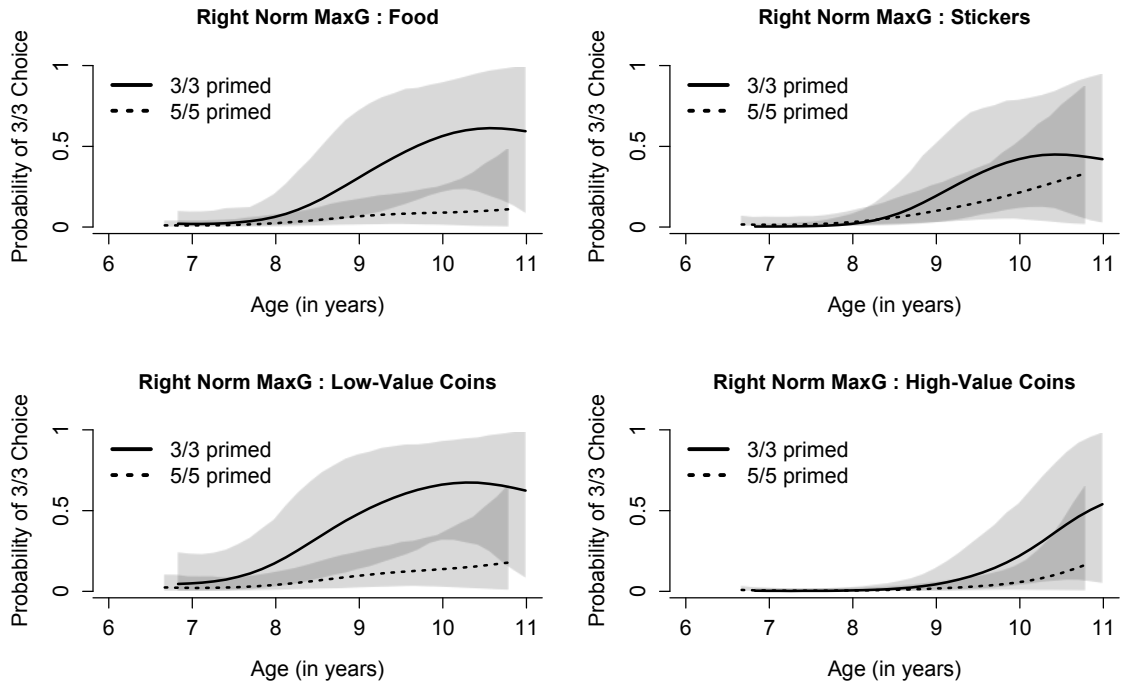 Right Norm MaxG : Food
Probability of 3/3 Choice
1
0.5
0
3/3 primed
5/5 primed
6 7 8 9 10 11
Age (in years)
Right Norm MaxG : Stickers
Probability of 3/3 Choice
1
0.5
0
3/3 primed
5/5 primed
6 7 8 9 10 11
Age (in years)
Right Norm MaxG : Low-Value Coins
Probability of 3/3 Choice
1
0.5
0
3/3 primed
5/5 primed
6 7 8 9 10 11
Age (in years)
Right Norm MaxG : High-Value Coins
Probability of 3/3 Choice
1
0.5
0
3/3 primed
5/5 primed
6 7 8 9 10 11
Age (in years)